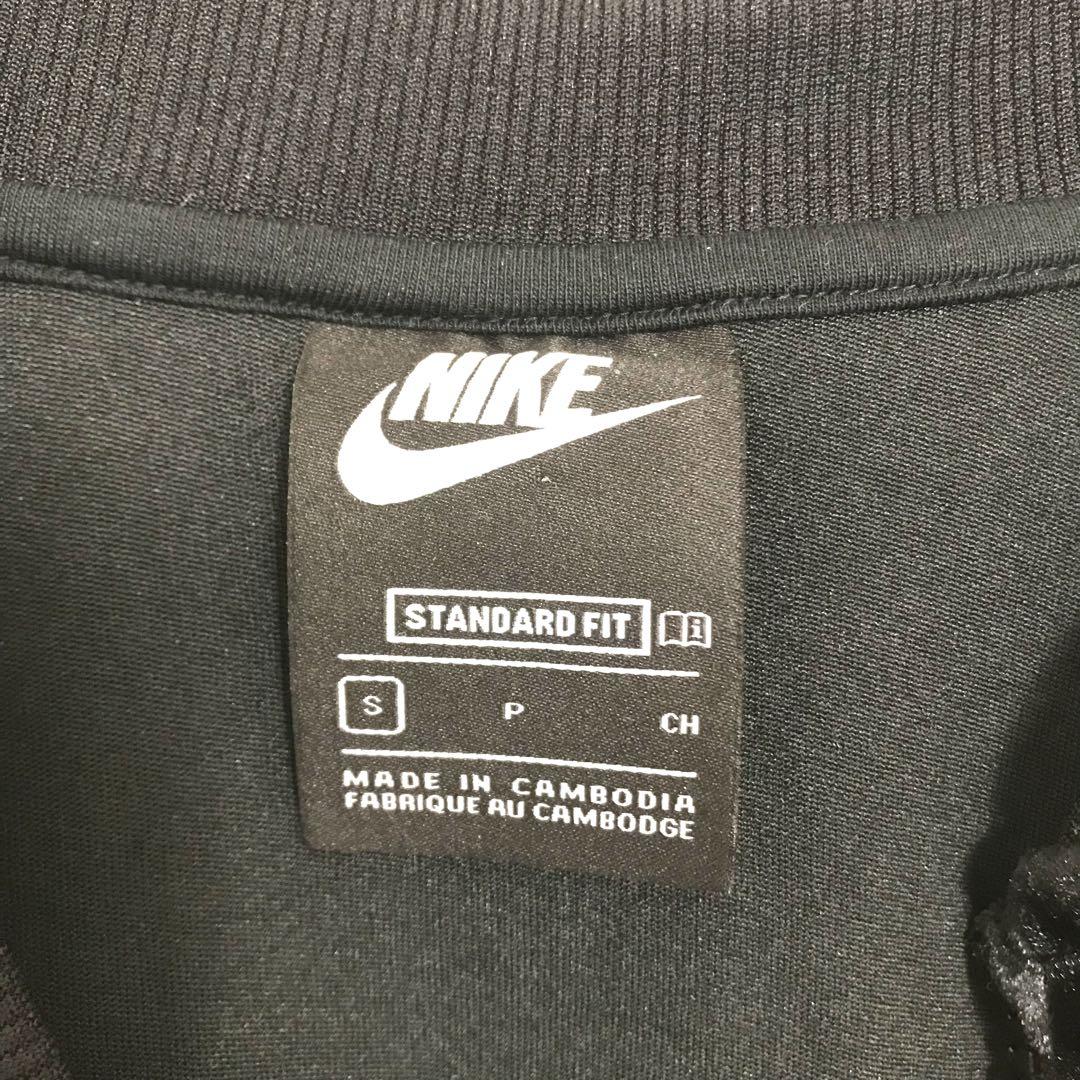 NIKE
STANDARD FIT
S P CH
MADE IN CAMBODIA
FABRIQUE AU CAMBODGE